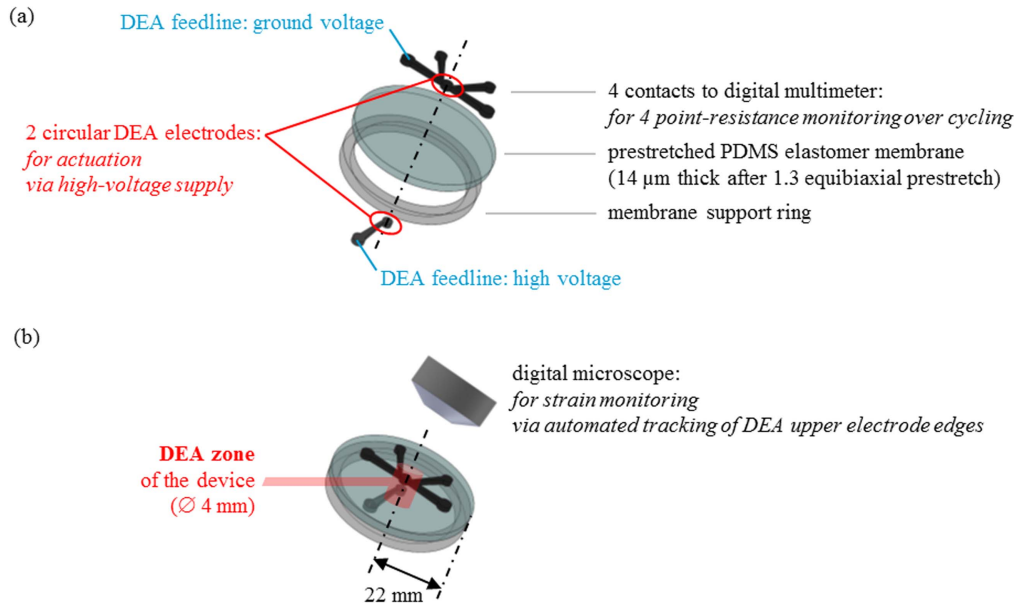 (a)
DEA feedline: ground voltage
4 contacts to digital multimeter:
for 4 point-resistance monitoring over cycling
2 circular DEA electrodes:
for actuation
via high-voltage supply
prestretched PDMS elastomer membrane
(14 µm thick after 1.3 equibiaxial prestretch)
membrane support ring
DEA feedline: high voltage
(b)
digital microscope:
for strain monitoring
via automated tracking of DEA upper electrode edges
DEA zone
of the device
(∅ 4 mm)
22 mm